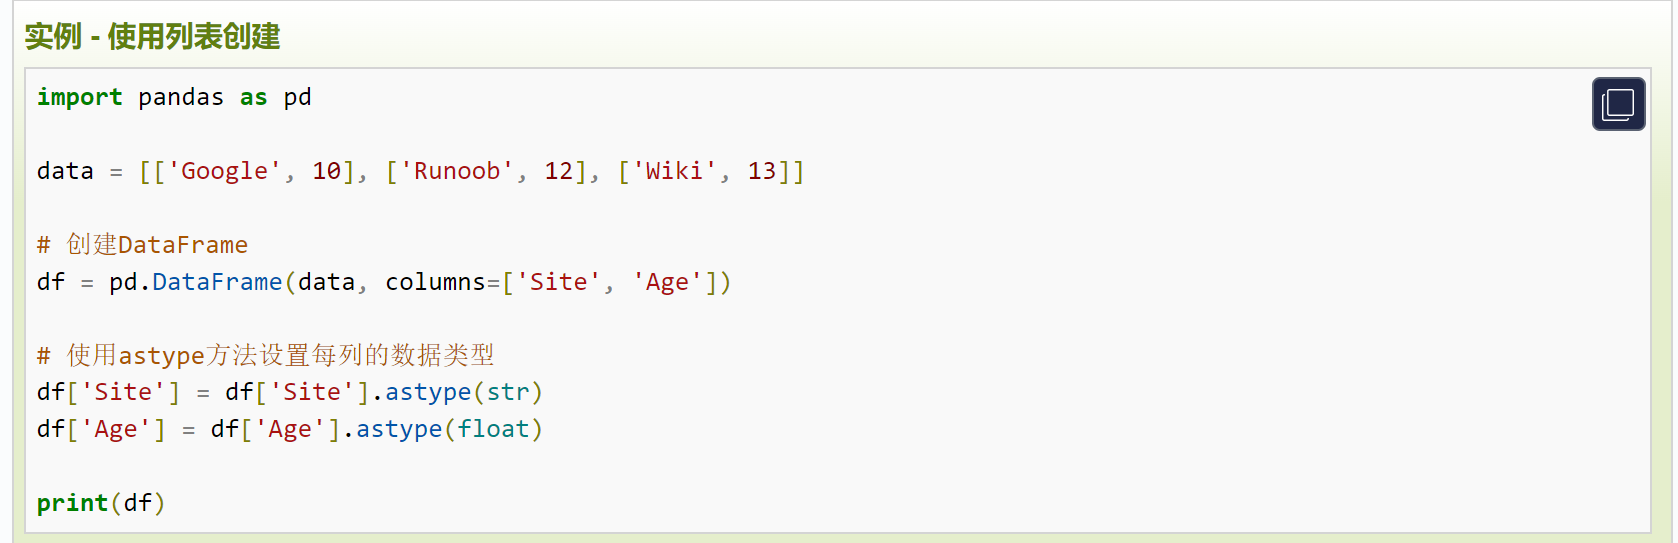 实例 - 使用列表创建
import pandas as pd
data = [['Google', 10], ['Runoob', 12], ['Wiki', 13]]
# 创建DataFrame
df = pd.DataFrame(data, columns=['Site', 'Age'])
# 使用astype方法设置每列的数据类型
df['Site'] = df['Site'].astype(str)
df['Age'] = df['Age'].astype(float)
print(df)